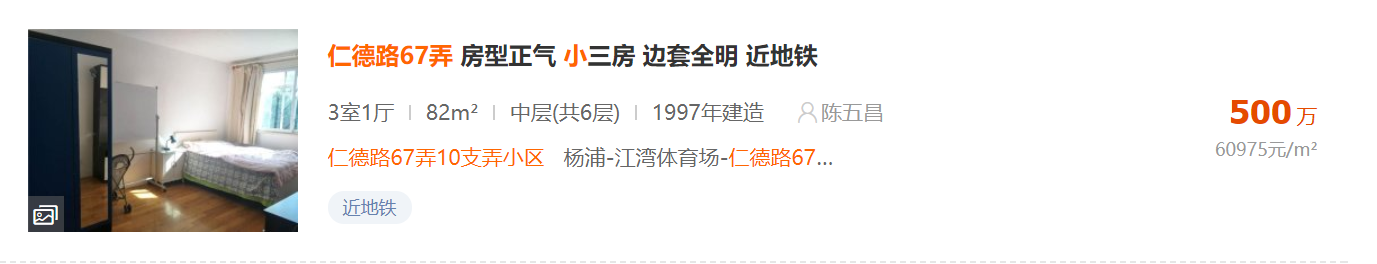 仁德路67弄 房型正气 小三房 边套全明 近地铁
3室1厅 | 82m² | 中层(共6层) | 1997年建造 陈五昌
500万
仁德路67弄10支弄小区 杨浦-江湾体育场-仁德路67...
60975元/m²
近地铁